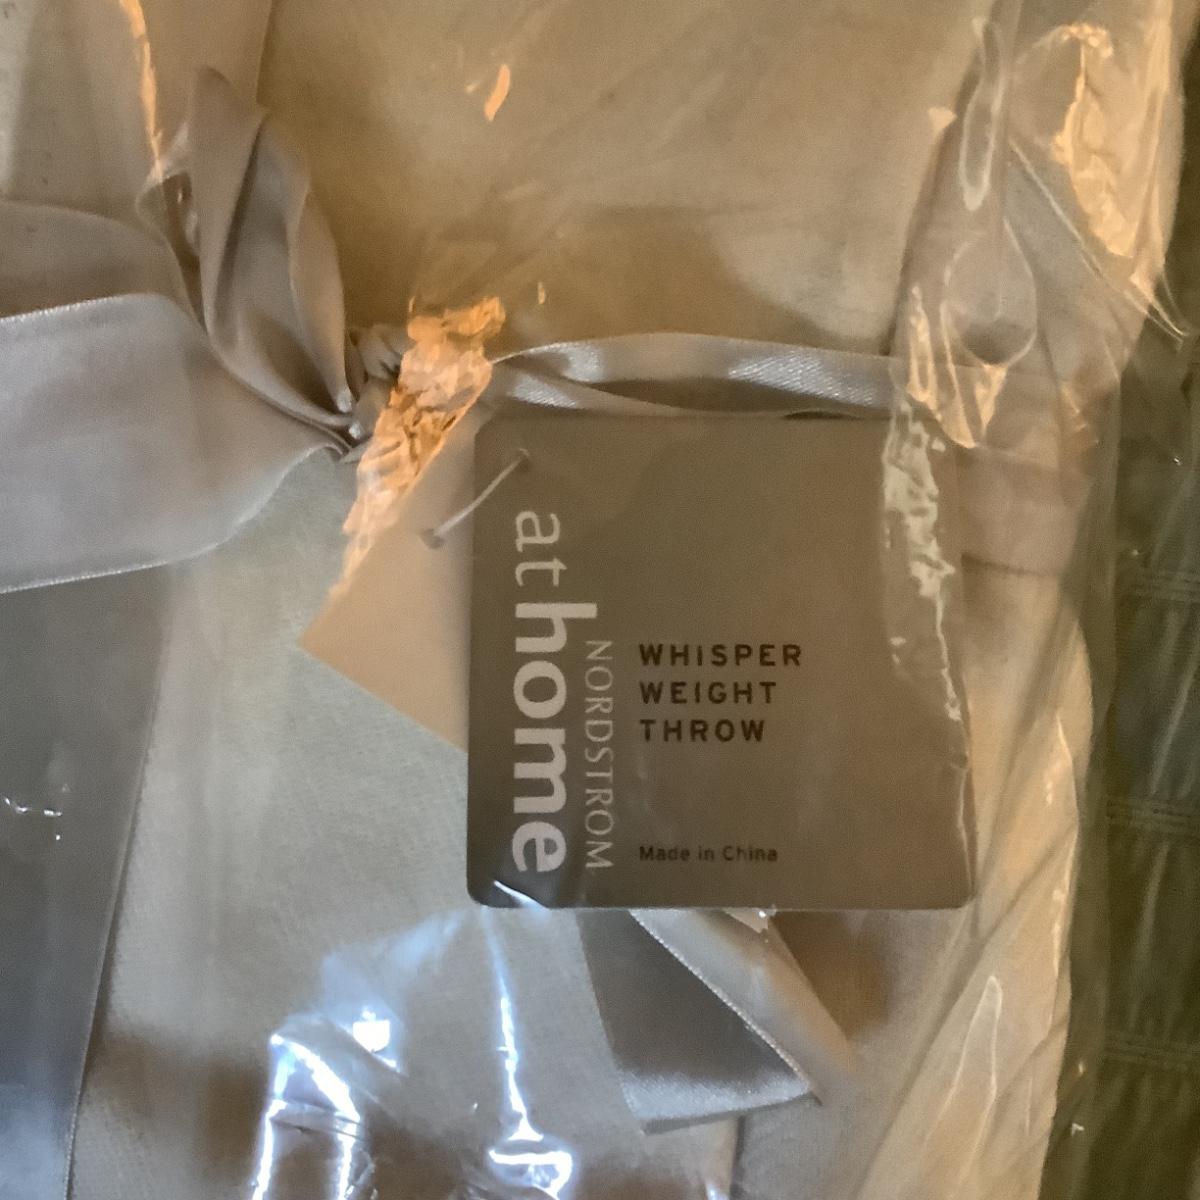 at home
NORDSTROM
WHISPER
WEIGHT
THROW
Made in China